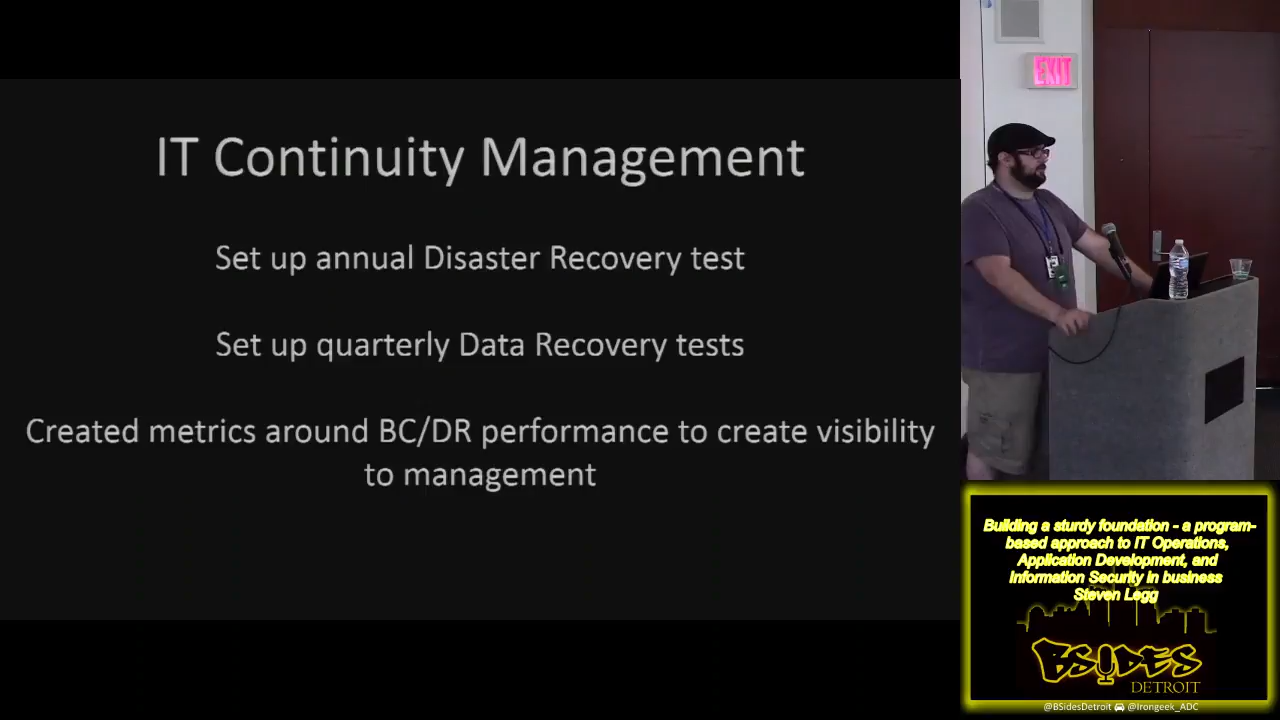 IT Continuity Management
Set up annual Disaster Recovery test
Set up quarterly Data Recovery tests
Created metrics around BC/DR performance to create visibility
to management
EXIT
Building a sturdy foundation - a program-
based approach to IT Operations,
Application Development, and
Information Security in business
Steven Legg
BSIDES
DETROIT
@BSidesDetroit @Irongeek_ADC